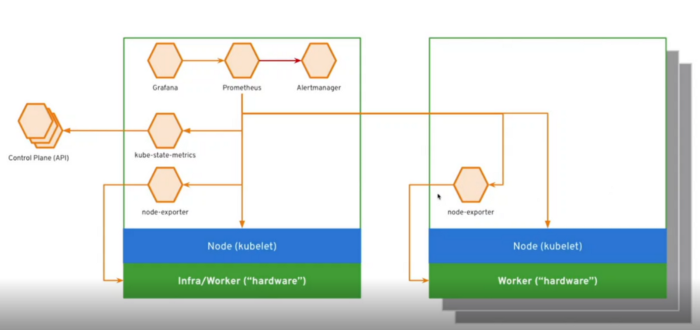 Grafana
Prometheus
Alertmanager
Control Plane (API)
kube-state-metrics
node-exporter
node-exporter
Node (kubelet)
Node (kubelet)
Infra/Worker ("hardware")
Worker ("hardware")